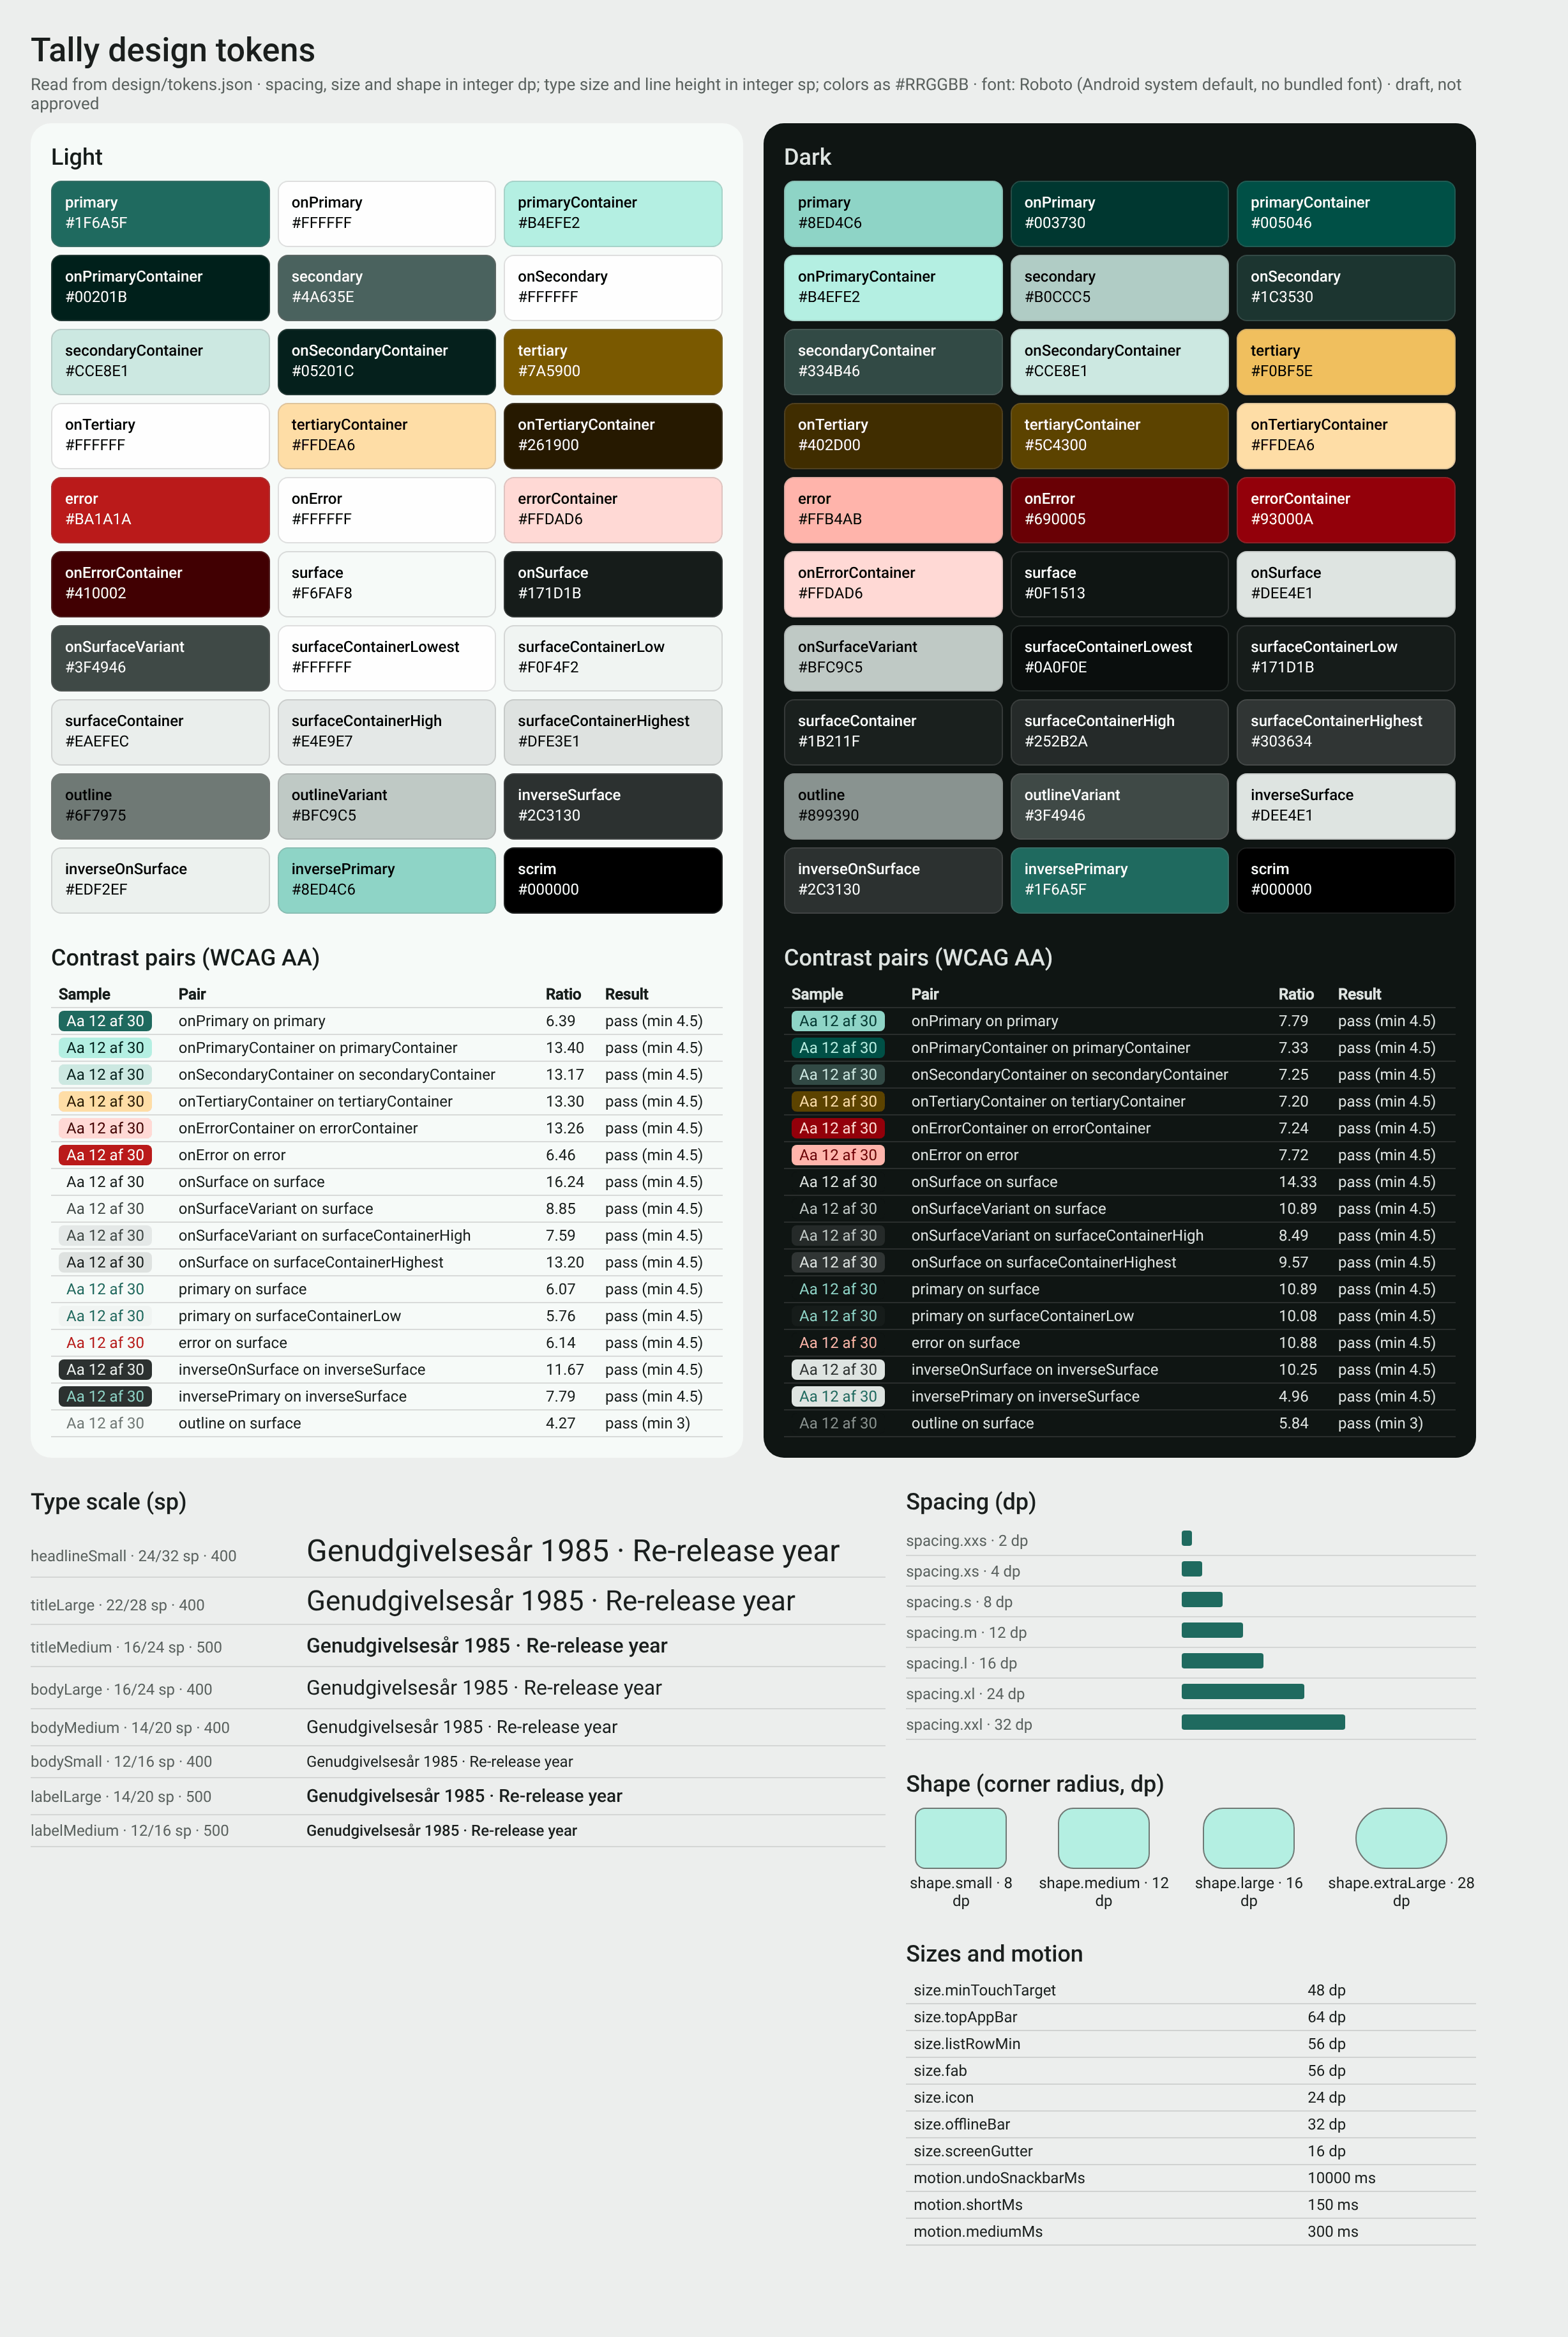 Tally design tokens
Read from design/tokens.json · spacing, size and shape in integer dp; type size and line height in integer sp; colors as #RRGGBB · font: Roboto (Android system default, no bundled font) · draft, not
approved
Light
primary
#1F6A5F
onPrimary
#FFFFFF
primaryContainer
#B4EFE2
onPrimaryContainer
#00201B
secondary
#4A635E
onSecondary
#FFFFFF
secondaryContainer
#CCE8E1
onSecondaryContainer
#05201C
tertiary
#7A5900
onTertiary
#FFFFFF
tertiaryContainer
#FFDEA6
onTertiaryContainer
#261900
error
#BA1A1A
onError
#FFFFFF
errorContainer
#FFDAD6
onErrorContainer
#410002
surface
#F6FAF8
onSurface
#171D1B
onSurfaceVariant
#3F4946
surfaceContainerLowest
#FFFFFF
surfaceContainerLow
#F0F4F2
surfaceContainer
#EAEFEC
surfaceContainerHigh
#E4E9E7
surfaceContainerHighest
#DFE3E1
outline
#6F7975
outlineVariant
#BFC9C5
inverseSurface
#2C3130
inverseOnSurface
#EDF2EF
inversePrimary
#8ED4C6
scrim
#000000
Contrast pairs (WCAG AA)
Sample Pair Ratio Result
Aa 12 af 30 onPrimary on primary 6.39 pass (min 4.5)
Aa 12 af 30 onPrimaryContainer on primaryContainer 13.40 pass (min 4.5)
Aa 12 af 30 onSecondaryContainer on secondaryContainer 13.17 pass (min 4.5)
Aa 12 af 30 onTertiaryContainer on tertiaryContainer 13.30 pass (min 4.5)
Aa 12 af 30 onErrorContainer on errorContainer 13.26 pass (min 4.5)
Aa 12 af 30 onError on error 6.46 pass (min 4.5)
Aa 12 af 30 onSurface on surface 16.24 pass (min 4.5)
Aa 12 af 30 onSurfaceVariant on surface 8.85 pass (min 4.5)
Aa 12 af 30 onSurfaceVariant on surfaceContainerHigh 7.59 pass (min 4.5)
Aa 12 af 30 onSurface on surfaceContainerHighest 13.20 pass (min 4.5)
Aa 12 af 30 primary on surface 6.07 pass (min 4.5)
Aa 12 af 30 primary on surfaceContainerLow 5.76 pass (min 4.5)
Aa 12 af 30 error on surface 6.14 pass (min 4.5)
Aa 12 af 30 inverseOnSurface on inverseSurface 11.67 pass (min 4.5)
Aa 12 af 30 inversePrimary on inverseSurface 7.79 pass (min 4.5)
Aa 12 af 30 outline on surface 4.27 pass (min 3)
Dark
primary
#8ED4C6
onPrimary
#003730
primaryContainer
#005046
onPrimaryContainer
#B4EFE2
secondary
#B0CCC5
onSecondary
#1C3530
secondaryContainer
#334B46
onSecondaryContainer
#CCE8E1
tertiary
#F0BF5E
onTertiary
#402D00
tertiaryContainer
#5C4300
onTertiaryContainer
#FFDEA6
error
#FFB4AB
onError
#690005
errorContainer
#93000A
onErrorContainer
#FFDAD6
surface
#0F1513
onSurface
#DEE4E1
onSurfaceVariant
#BFC9C5
surfaceContainerLowest
#0A0F0E
surfaceContainerLow
#171D1B
surfaceContainer
#1B211F
surfaceContainerHigh
#252B2A
surfaceContainerHighest
#303634
outline
#899390
outlineVariant
#3F4946
inverseSurface
#DEE4E1
inverseOnSurface
#2C3130
inversePrimary
#1F6A5F
scrim
#000000
Contrast pairs (WCAG AA)
Sample Pair Ratio Result
Aa 12 af 30 onPrimary on primary 7.79 pass (min 4.5)
Aa 12 af 30 onPrimaryContainer on primaryContainer 7.33 pass (min 4.5)
Aa 12 af 30 onSecondaryContainer on secondaryContainer 7.25 pass (min 4.5)
Aa 12 af 30 onTertiaryContainer on tertiaryContainer 7.20 pass (min 4.5)
Aa 12 af 30 onErrorContainer on errorContainer 7.24 pass (min 4.5)
Aa 12 af 30 onError on error 7.72 pass (min 4.5)
Aa 12 af 30 onSurface on surface 14.33 pass (min 4.5)
Aa 12 af 30 onSurfaceVariant on surface 10.89 pass (min 4.5)
Aa 12 af 30 onSurfaceVariant on surfaceContainerHigh 8.49 pass (min 4.5)
Aa 12 af 30 onSurface on surfaceContainerHighest 9.57 pass (min 4.5)
Aa 12 af 30 primary on surface 10.89 pass (min 4.5)
Aa 12 af 30 primary on surfaceContainerLow 10.08 pass (min 4.5)
Aa 12 af 30 error on surface 10.88 pass (min 4.5)
Aa 12 af 30 inverseOnSurface on inverseSurface 10.25 pass (min 4.5)
Aa 12 af 30 inversePrimary on inverseSurface 4.96 pass (min 4.5)
Aa 12 af 30 outline on surface 5.84 pass (min 3)
Type scale (sp)
headlineSmall · 24/32 sp · 400 Genudgivelsesår 1985 · Re-release year
titleLarge · 22/28 sp · 400 Genudgivelsesår 1985 · Re-release year
titleMedium · 16/24 sp · 500 Genudgivelsesår 1985 · Re-release year
bodyLarge · 16/24 sp · 400 Genudgivelsesår 1985 · Re-release year
bodyMedium · 14/20 sp · 400 Genudgivelsesår 1985 · Re-release year
bodySmall · 12/16 sp · 400 Genudgivelsesår 1985 · Re-release year
labelLarge · 14/20 sp · 500 Genudgivelsesår 1985 · Re-release year
labelMedium · 12/16 sp · 500 Genudgivelsesår 1985 · Re-release year
Spacing (dp)
spacing.xxs · 2 dp
spacing.xs · 4 dp
spacing.s · 8 dp
spacing.m · 12 dp
spacing.l · 16 dp
spacing.xl · 24 dp
spacing.xxl · 32 dp
Shape (corner radius, dp)
shape.small · 8
dp
shape.medium · 12
dp
shape.large · 16
dp
shape.extraLarge · 28
dp
Sizes and motion
size.minTouchTarget 48 dp
size.topAppBar 64 dp
size.listRowMin 56 dp
size.fab 56 dp
size.icon 24 dp
size.offlineBar 32 dp
size.screenGutter 16 dp
motion.undoSnackbarMs 10000 ms
motion.shortMs 150 ms
motion.mediumMs 300 ms